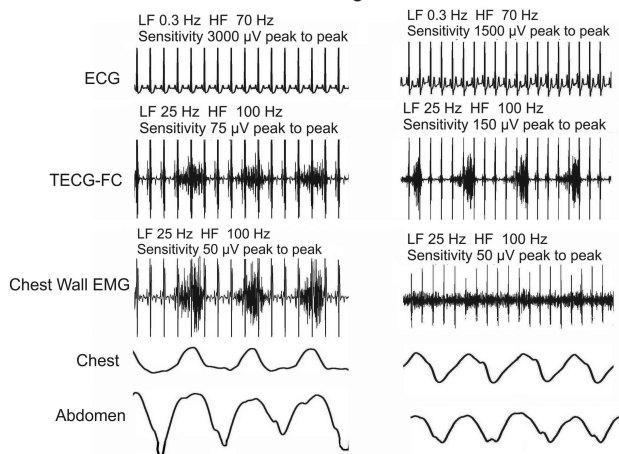 LF 0.3 Hz HF 70 Hz
Sensitivity 3000 µV peak to peak
LF 0.3 Hz HF 70 Hz
Sensitivity 1500 µV peak to peak
ECG
LF 25 Hz HF 100 Hz
Sensitivity 75 µV peak to peak
LF 25 Hz HF 100 Hz
Sensitivity 150 µV peak to peak
TECG-FC
LF 25 Hz HF 100 Hz
Sensitivity 50 µV peak to peak
LF 25 Hz HF 100 Hz
Sensitivity 50 µV peak to peak
Chest Wall EMG
Chest
Abdomen